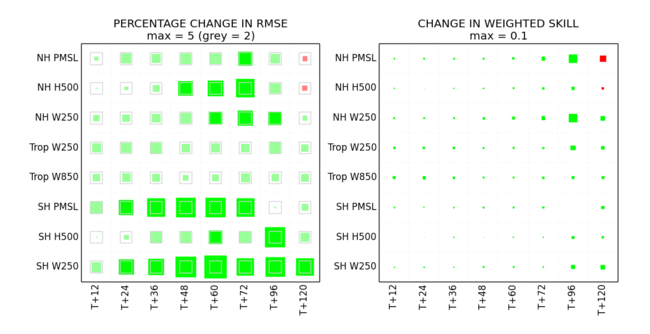 PERCENTAGE CHANGE IN RMSE
max = 5 (grey = 2)
NH PMSL
NH H500
NH W250
Trop W250
Trop W850
SH PMSL
SH H500
SH W250
T+12
T+24
T+36
T+48
T+60
T+72
T+96
T+120
CHANGE IN WEIGHTED SKILL
max = 0.1
NH PMSL
NH H500
NH W250
Trop W250
Trop W850
SH PMSL
SH H500
SH W250
T+12
T+24
T+36
T+48
T+60
T+72
T+96
T+120